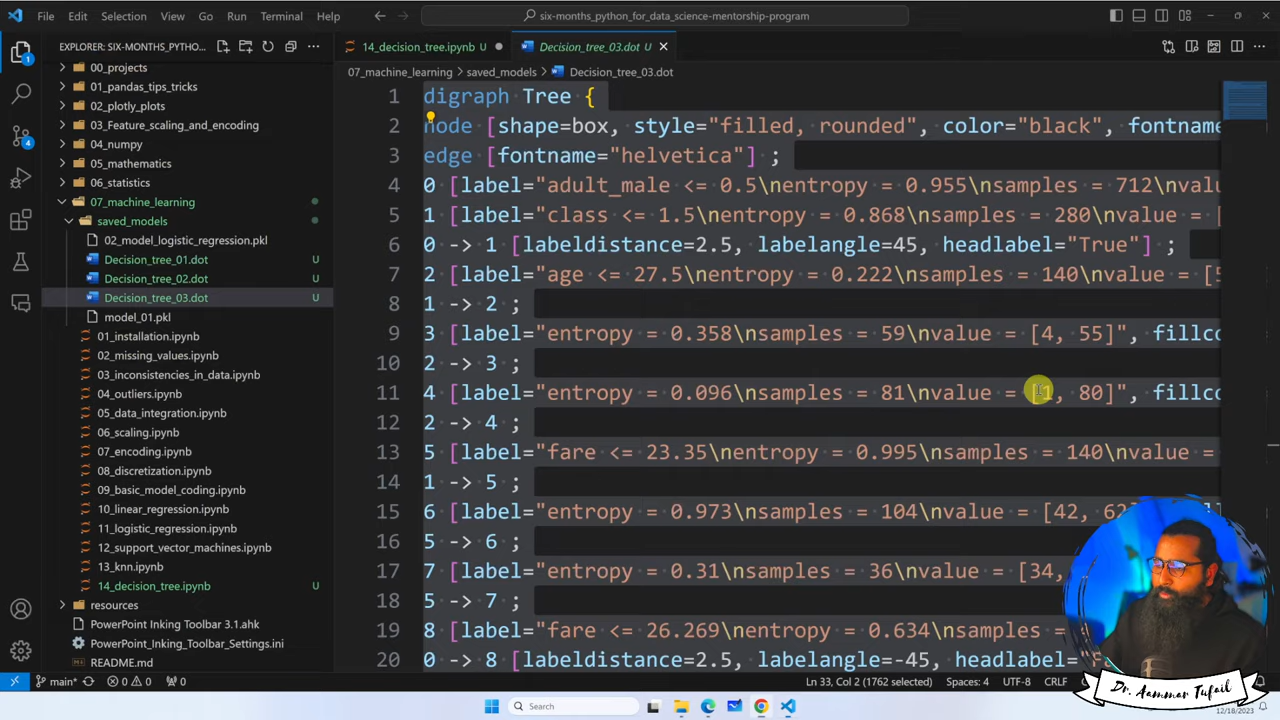 File Edit Selection View Go Run Terminal Help
six-months_python_for_data_science-mentorship-program
EXPLORER: SIX-MONTHS_PYTHO...
14_decision_tree.ipynb U
Decision_tree_03.dot U
07_machine_learning > saved_models > Decision_tree_03.dot
00_projects
01_pandas_tips_tricks
02_plotly_plots
03_Feature_scaling_and_encoding
04_numpy
05_mathematics
06_statistics
07_machine_learning
saved_models
02_model_logistic_regression.pkl
Decision_tree_01.dot U
Decision_tree_02.dot U
Decision_tree_03.dot U
model_01.pkl
01_installation.ipynb
02_missing_values.ipynb
03_inconsistencies_in_data.ipynb
04_outliers.ipynb
05_data_integration.ipynb
06_scaling.ipynb
07_encoding.ipynb
08_discretization.ipynb
09_basic_model_coding.ipynb
10_linear_regression.ipynb
11_logistic_regression.ipynb
12_support_vector_machines.ipynb
13_knn.ipynb
14_decision_tree.ipynb U
resources
PowerPoint Inking Toolbar 3.1.ahk
PowerPoint_Inking_Toolbar_Settings.ini
README.md
1 digraph Tree {
2 node [shape=box, style="filled, rounded", color="black", fontname
3 edge [fontname="helvetica"] ;
4 0 [label="adult_male <= 0.5\nentropy = 0.955\nsamples = 712\nvalu
5 1 [label="class <= 1.5\nentropy = 0.868\nsamples = 280\nvalue = [
6 0 -> 1 [labeldistance=2.5, labelangle=45, headlabel="True"] ;
7 2 [label="age <= 27.5\nentropy = 0.222\nsamples = 140\nvalue = [5
8 1 -> 2 ;
9 3 [label="entropy = 0.358\nsamples = 59\nvalue = [4, 55]", fillco
10 2 -> 3 ;
11 4 [label="entropy = 0.096\nsamples = 81\nvalue = [1, 80]", fillco
12 2 -> 4 ;
13 5 [label="fare <= 23.35\nentropy = 0.995\nsamples = 140\nvalue =
14 1 -> 5 ;
15 6 [label="entropy = 0.973\nsamples = 104\nvalue = [42, 62]
16 5 -> 6 ;
17 7 [label="entropy = 0.31\nsamples = 36\nvalue = [34,
18 5 -> 7 ;
19 8 [label="fare <= 26.269\nentropy = 0.634\nsamples =
20 0 -> 8 [labeldistance=2.5, labelangle=-45, headlabel=
main* 0 0 0
Ln 33, Col 2 (1762 selected) Spaces: 4 UTF-8 CRLF
Dr. Aammar Tufail
Search
12/18/2023